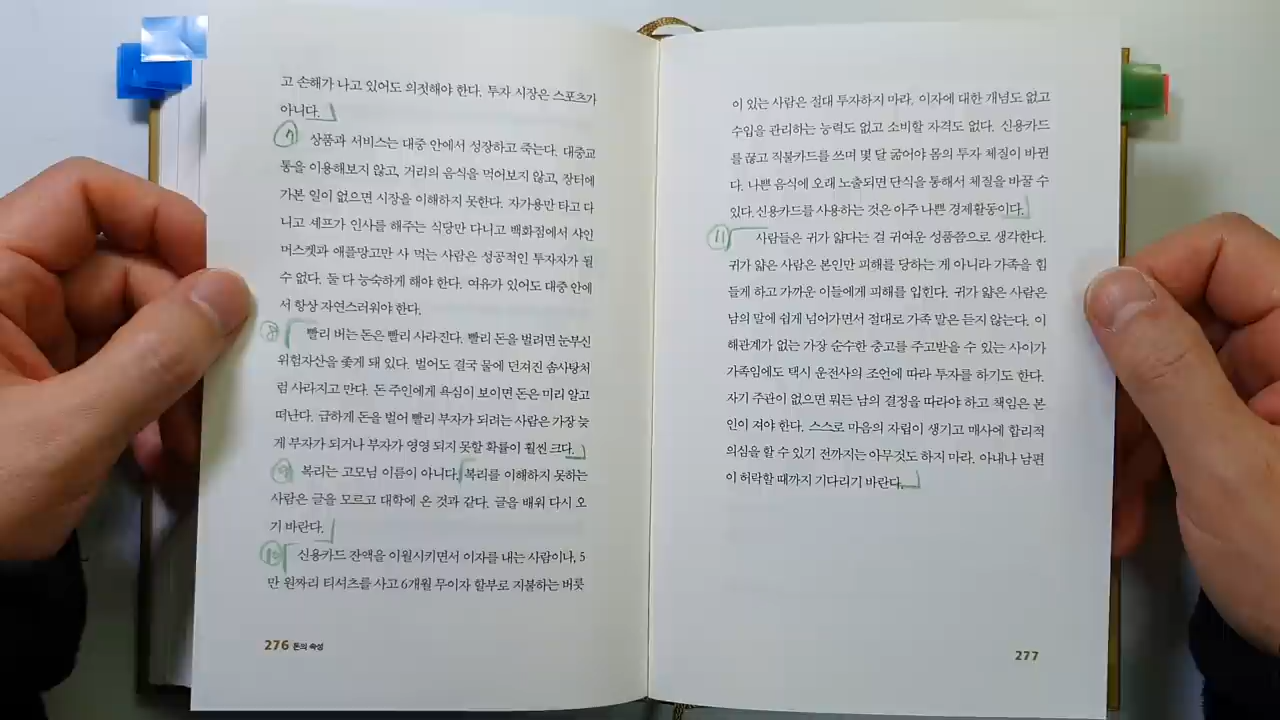 고 손해가 나고 있어도 의젓해야 한다. 투자 시장은 스포츠가
아니다.
7 상품과 서비스는 대중 안에서 성장하고 죽는다. 대중교
통을 이용해보지 않고, 거리의 음식을 먹어보지 않고, 장터에
가본 일이 없으면 시장을 이해하지 못한다. 자가용만 타고 다
니고 셰프가 인사를 해주는 식당만 다니고 백화점에서 샤인
머스켓과 애플망고만 사 먹는 사람은 성공적인 투자자가 될
수 없다. 둘 다 능숙하게 해야 한다. 여유가 있어도 대중 안에
서 항상 자연스러워야 한다.
8 빨리 버는 돈은 빨리 사라진다. 빨리 돈을 벌려면 눈부신
위험자산을 좇게 돼 있다. 벌어도 결국 물에 던져진 솜사탕처
럼 사라지고 만다. 돈 주인에게 욕심이 보이면 돈은 미리 알고
떠난다. 급하게 돈을 벌어 빨리 부자가 되려는 사람은 가장 늦
게 부자가 되거나 부자가 영영 되지 못할 확률이 훨씬 크다.
9 복리는 고모님 이름이 아니다. 복리를 이해하지 못하는
사람은 글을 모르고 대학에 온 것과 같다. 글을 배워 다시 오
기 바란다.
10 신용카드 잔액을 이월시키면서 이자를 내는 사람이나, 5
만 원짜리 티셔츠를 사고 6개월 무이자 할부로 지불하는 버릇
276 돈의 속성
이 있는 사람은 절대 투자하지 마라. 이자에 대한 개념도 없고
수입을 관리하는 능력도 없고 소비할 자격도 없다. 신용카드
를 끊고 직불카드를 쓰며 몇 달 굶어야 몸의 투자 체질이 바뀐
다. 나쁜 음식에 오래 노출되면 단식을 통해서 체질을 바꿀 수
있다. 신용카드를 사용하는 것은 아주 나쁜 경제활동이다.
11 사람들은 귀가 얇다는 걸 귀여운 성품쯤으로 생각한다.
귀가 얇은 사람은 본인만 피해를 당하는 게 아니라 가족을 힘
들게 하고 가까운 이들에게 피해를 입힌다. 귀가 얇은 사람은
남의 말에 쉽게 넘어가면서 절대로 가족 말은 듣지 않는다. 이
해관계가 없는 가장 순수한 충고를 주고받을 수 있는 사이가
가족임에도 택시 운전사의 조언에 따라 투자를 하기도 한다.
자기 주관이 없으면 뭐든 남의 결정을 따라야 하고 책임은 본
인이 져야 한다. 스스로 마음의 자립이 생기고 매사에 합리적
의심을 할 수 있기 전까지는 아무것도 하지 마라. 아내나 남편
이 허락할 때까지 기다리기 바란다.
277